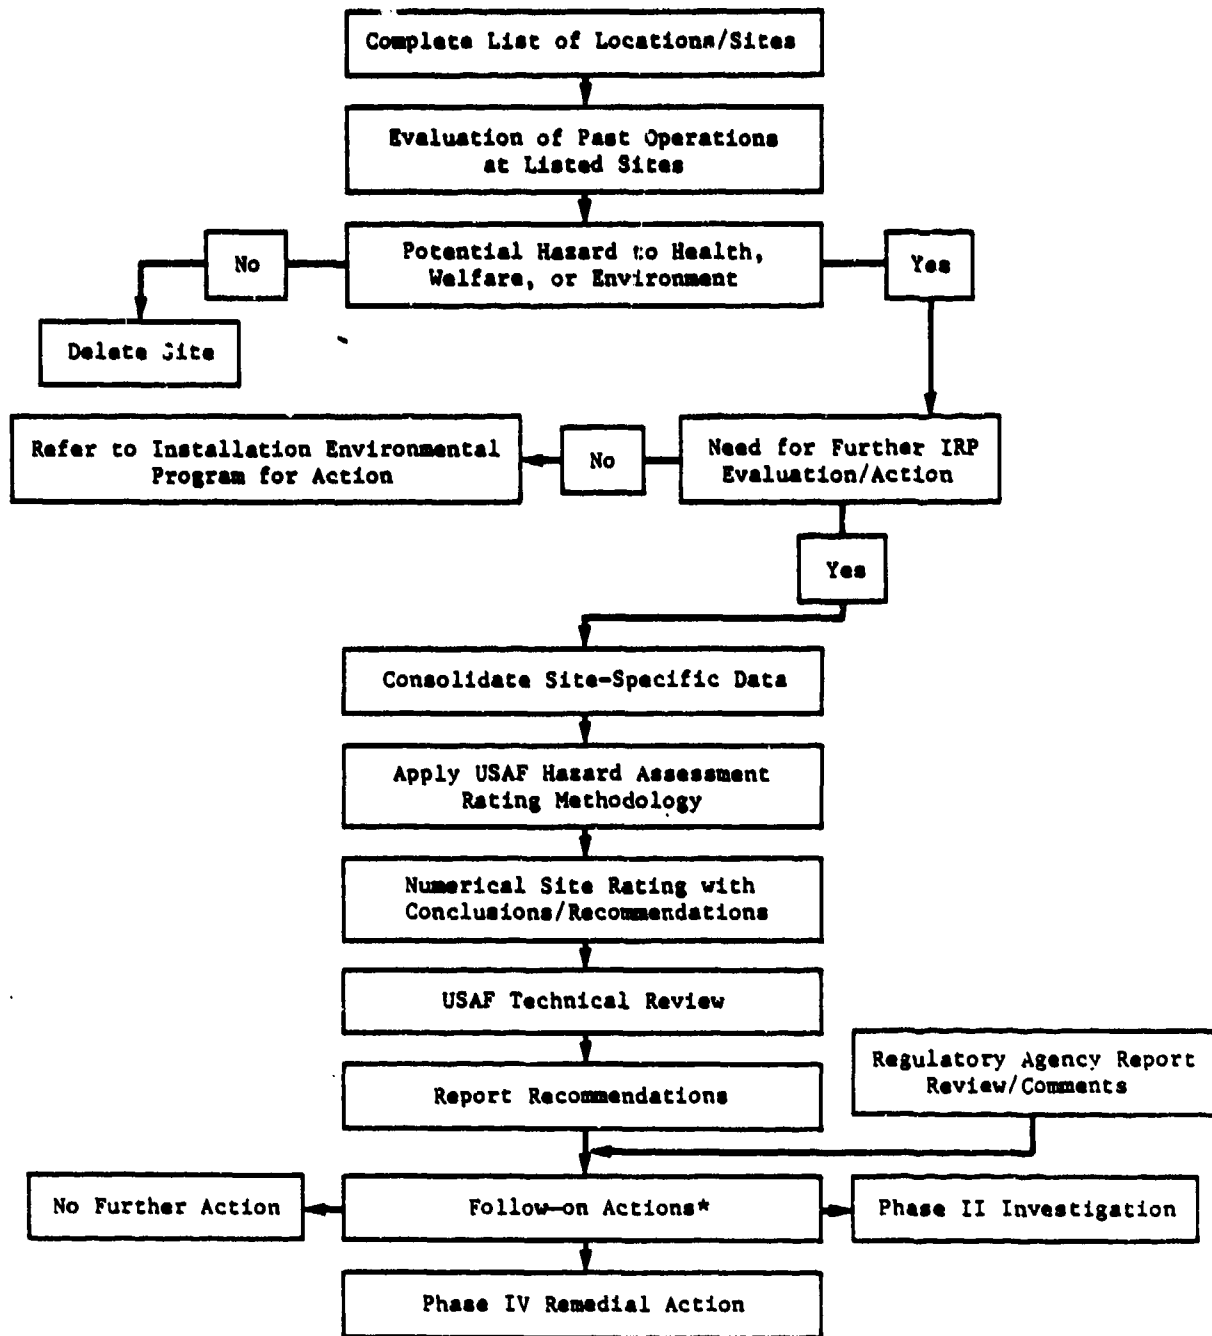 Complete List of Locations/Sites
Evaluation of Past Operations
at Listed Sites
No
Potential Hazard to Health,
Welfare, or Environment
Yes
Delete Site
Refer to Installation Environmental
Program for Action
No
Need for Further IRP
Evaluation/Action
Yes
Consolidate Site-Specific Data
Apply USAF Hazard Assessment
Rating Methodology
Numerical Site Rating with
Conclusions/Recommendations
USAF Technical Review
Regulatory Agency Report
Review/Comments
Report Recommendations
No Further Action
Follow-on Actions*
Phase II Investigation
Phase IV Remedial Action